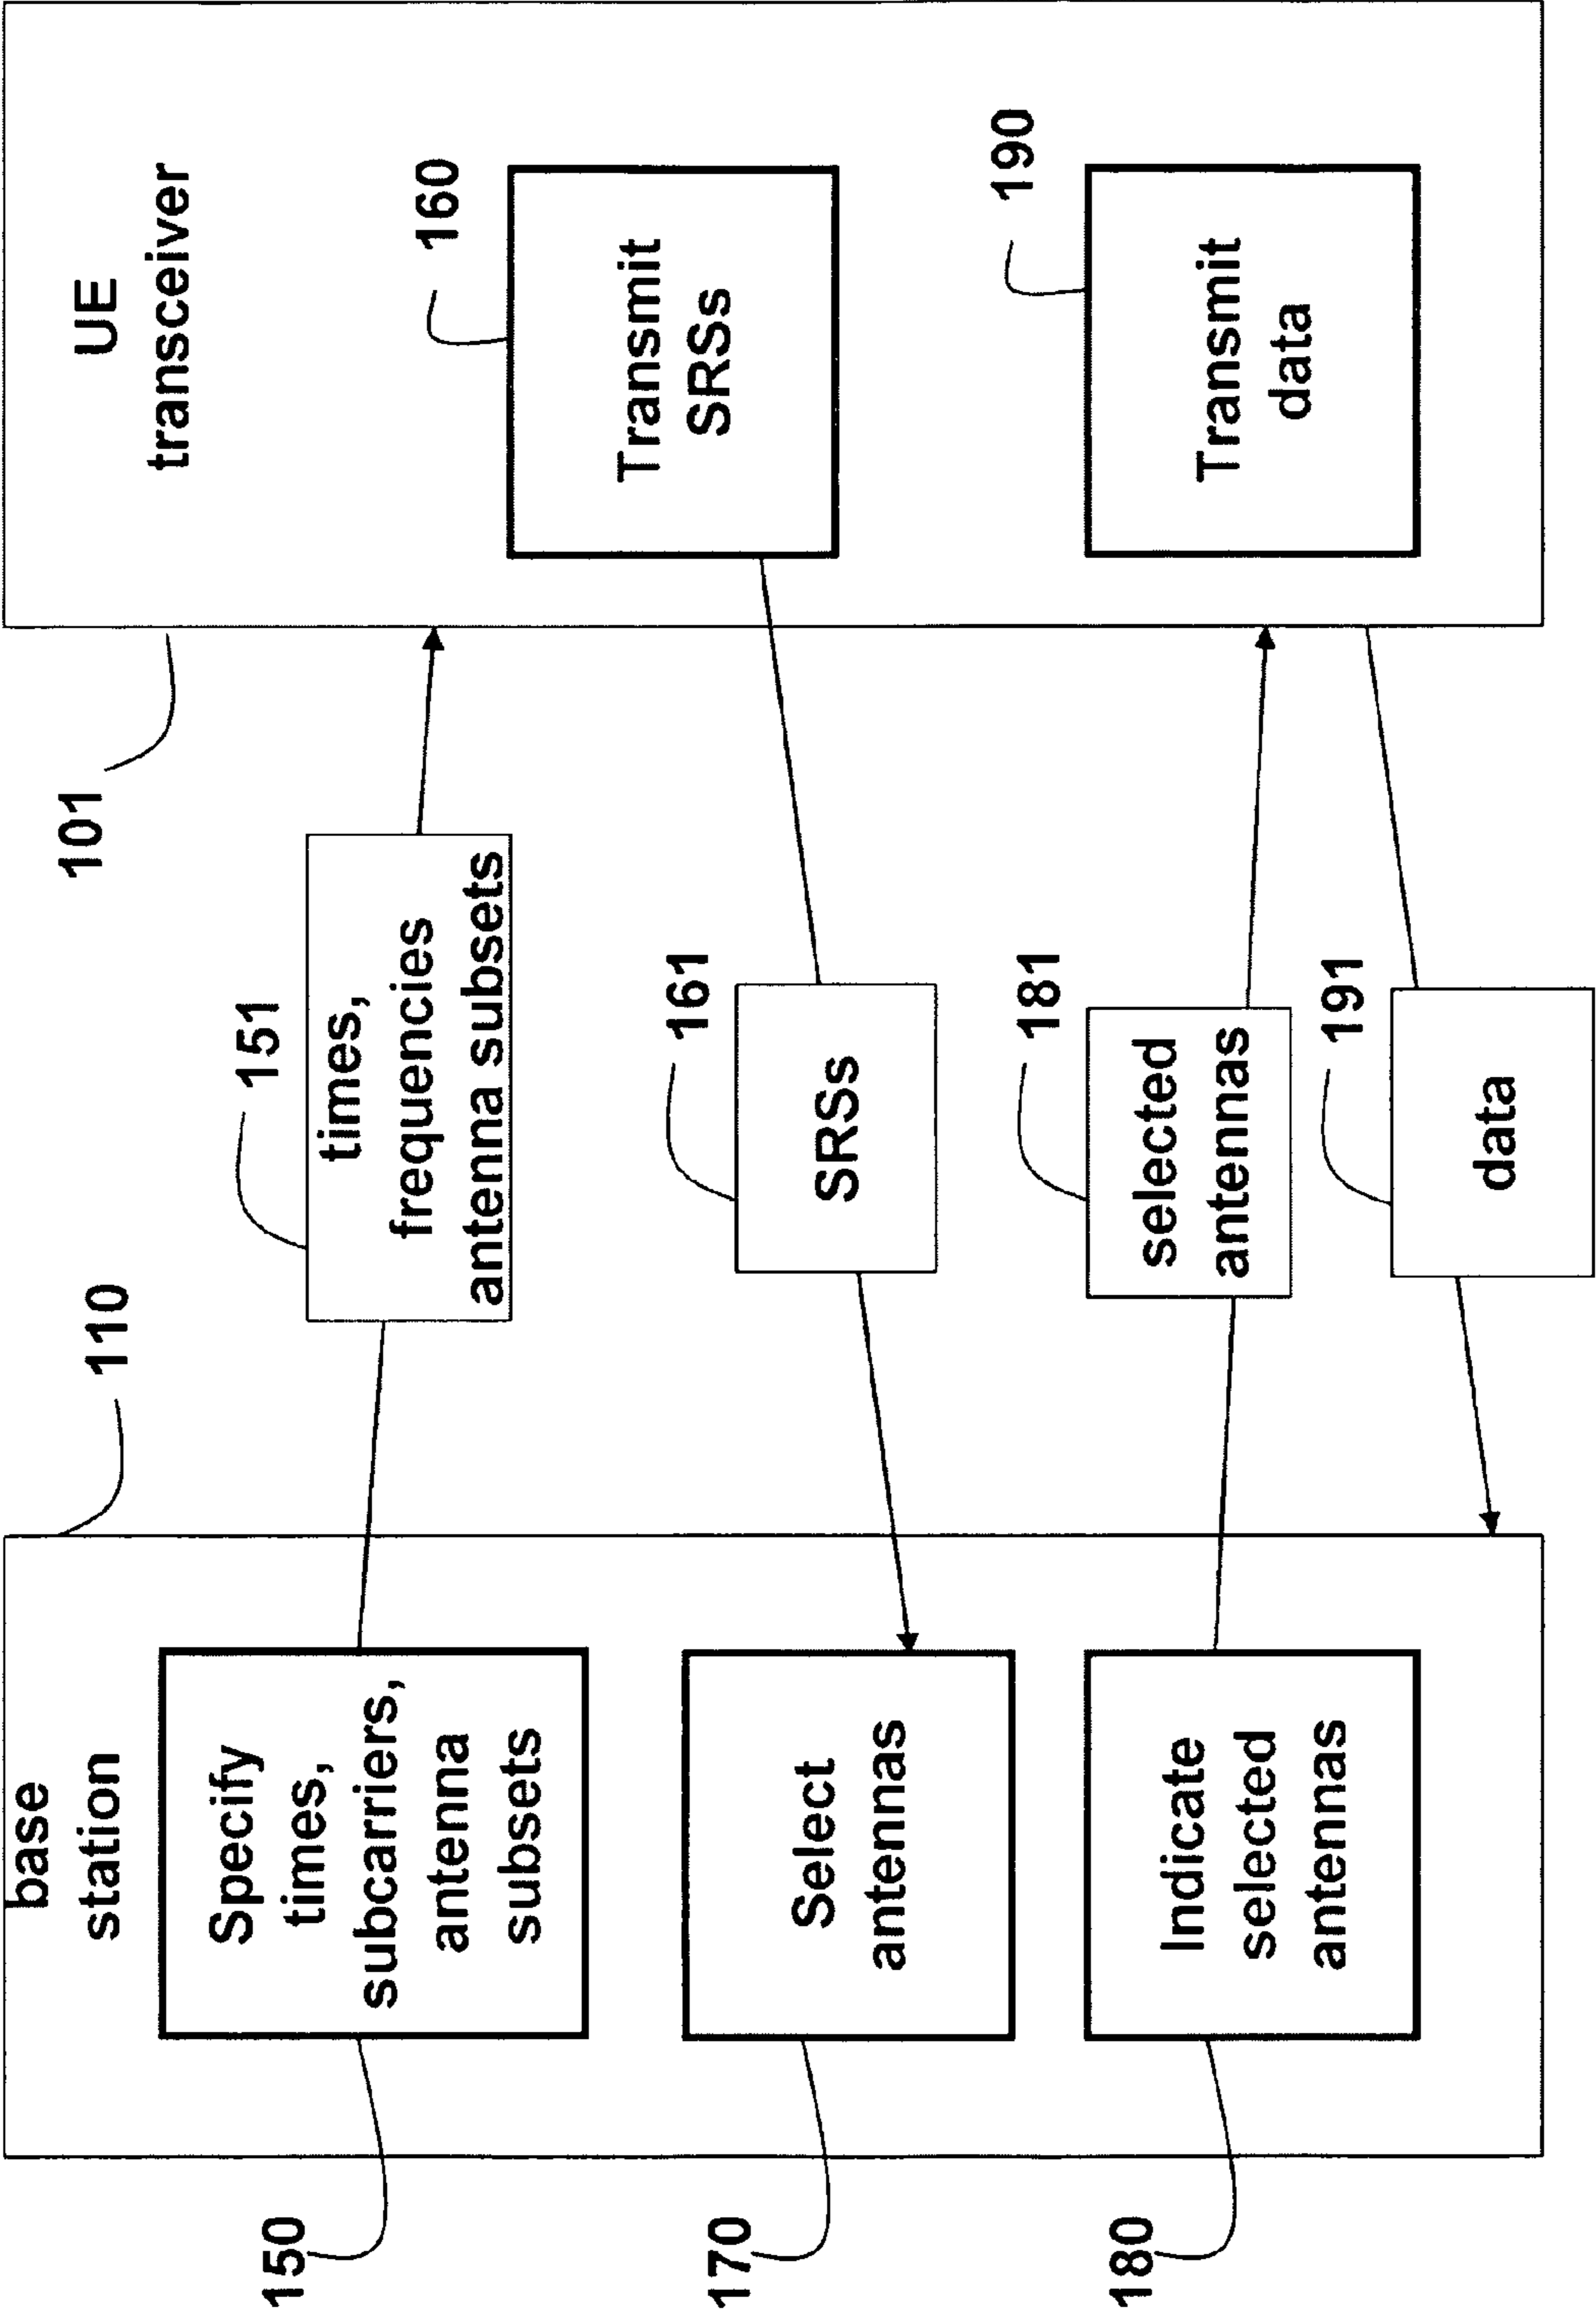 base
station
110
150
Specify
times,
subcarriers,
antenna
subsets
170
Select
antennas
180
Indicate
selected
antennas
151
times,
frequencies
antenna subsets
161
SRSs
181
selected
antennas
191
data
101
UE
transceiver
160
Transmit
SRSs
190
Transmit
data